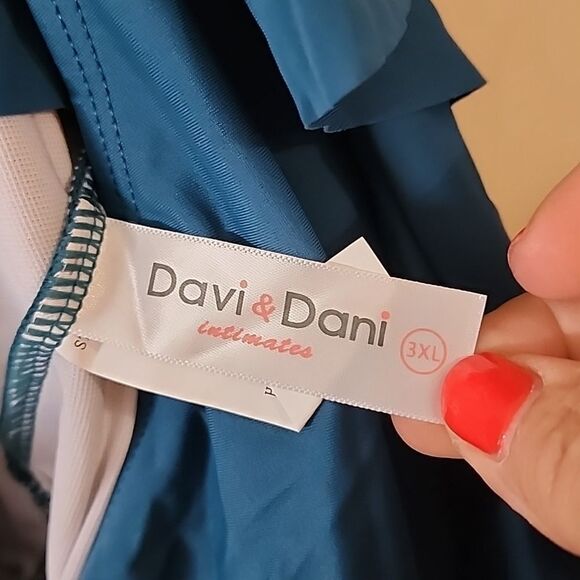 Davi & Dani
intimates
3XL